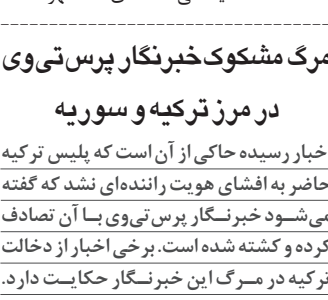 مرگ مشکوک خبرنگار پرس‌تی‌وی
در مرز ترکیه و سوریه
خبار رسیده حاکی از آن است که پلیس ترکیه
حاضر به افشای هویت راننده‌ای نشد که گفته
می‌شود خبرنگار پرس‌تی‌وی با آن تصادف
کرده و کشته شده است. برخی اخبار از دخالت
ترکیه در مرگ این خبرنگار حکایت دارد.